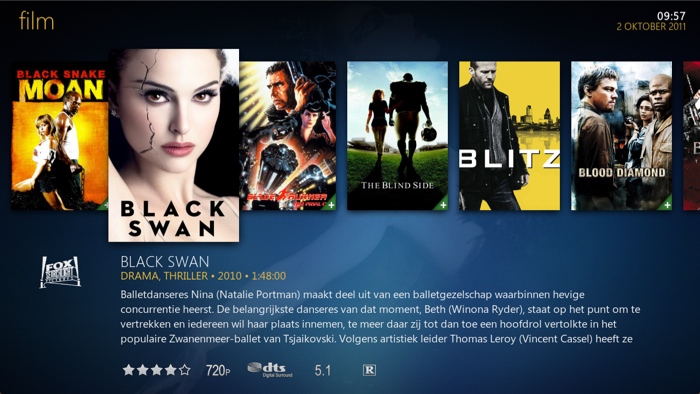 film
09:57
2 OKTOBER 2011
BLACK SNAKE
MOAN
BLACK
SWAN
BLADE RUNNER
THE BLIND SIDE
BLITZ
BLOOD DIAMOND
FOX
BLACK SWAN
DRAMA, THRILLER • 2010 • 1:48:00
Balletdanseres Nina (Natalie Portman) maakt deel uit van een balletgezelschap waarbinnen hevige
concurrentie heerst. De belangrijkste danseres van dat moment, Beth (Winona Ryder), staat op het punt om te
vertrekken en iedereen wil haar plaats innemen, te meer daar zij tot dan toe een hoofdrol vertolkte in het
populaire Zwanenmeer-ballet van Tsjaikovski. Volgens artistiek leider Thomas Leroy (Vincent Cassel) heeft ze
720P
dts
Digital Surround
5.1
R